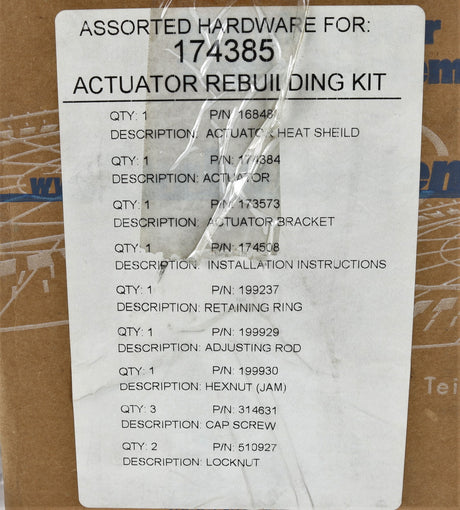 ASSORTED HARDWARE FOR:
174385
ACTUATOR REBUILDING KIT
QTY: 1 P/N: 16848
DESCRIPTION: ACTUATOR HEAT SHEILD
QTY: 1 P/N: 174384
DESCRIPTION: ACTUATOR
QTY: 1 P/N: 173573
DESCRIPTION: ACTUATOR BRACKET
QTY: 1 P/N: 174508
DESCRIPTION: INSTALLATION INSTRUCTIONS
QTY: 1 P/N: 199237
DESCRIPTION: RETAINING RING
QTY: 1 P/N: 199929
DESCRIPTION: ADJUSTING ROD
QTY: 1 P/N: 199930
DESCRIPTION: HEXNUT (JAM)
QTY: 3 P/N: 314631
DESCRIPTION: CAP SCREW
QTY: 2 P/N: 510927
DESCRIPTION: LOCKNUT
Tei